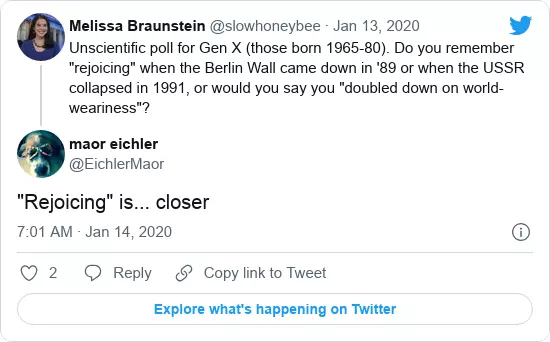 Melissa Braunstein @slowhoneybee · Jan 13, 2020
Unscientific poll for Gen X (those born 1965-80). Do you remember
"rejoicing" when the Berlin Wall came down in '89 or when the USSR
collapsed in 1991, or would you say you "doubled down on world-
weariness"?
maor eichler
@EichlerMaor
"Rejoicing" is... closer
7:01 AM · Jan 14, 2020
2 Reply Copy link to Tweet
Explore what's happening on Twitter